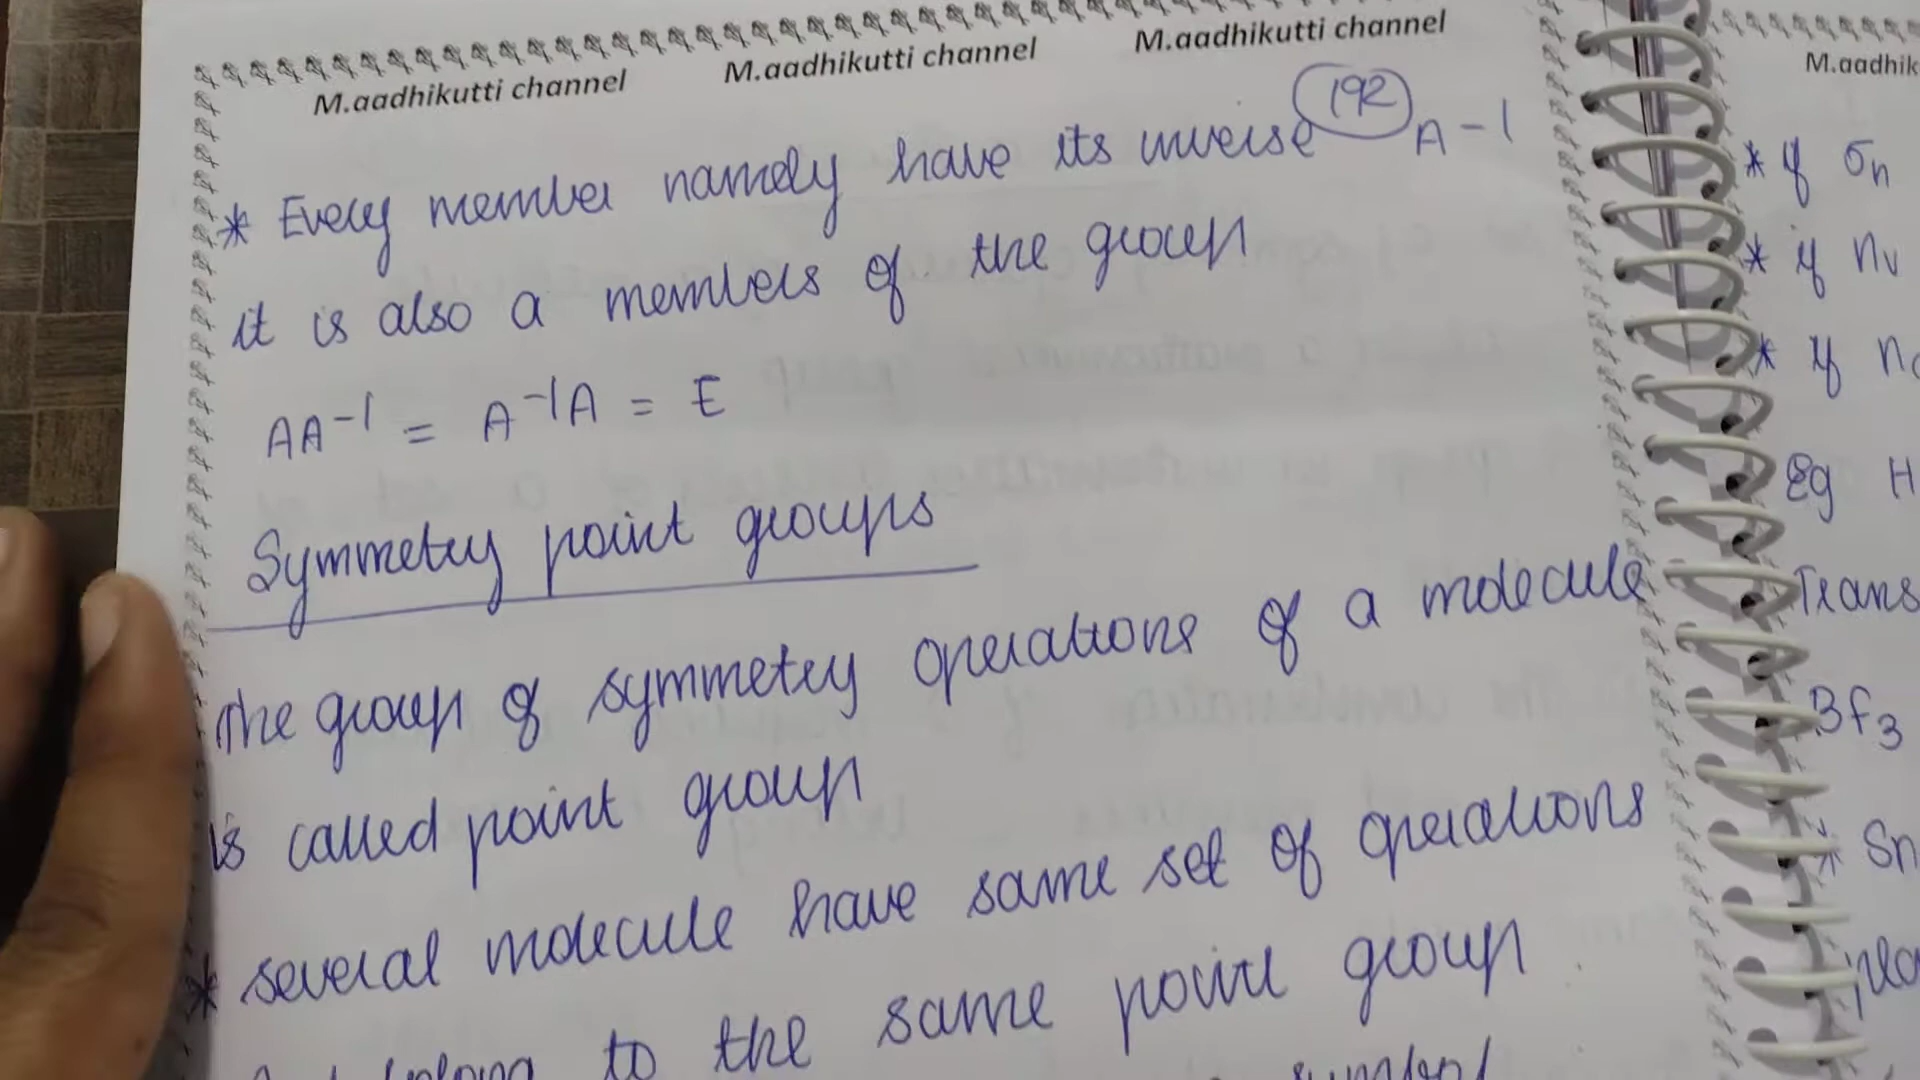 M.aadhikutti channel M.aadhikutti channel M.aadhikutti channel
192
* Every member namely have its inverse A-1
it is also a members of the group
AA-1 = A-1A = E
Symmetry point groups
The group of symmetry operations of a molecule
is called point group
* several molecule have same set of operations
to the same point group
symbol
M.aadhik
* if σn
* if nv
* if
Eg H
Trans
BF3
* Sn